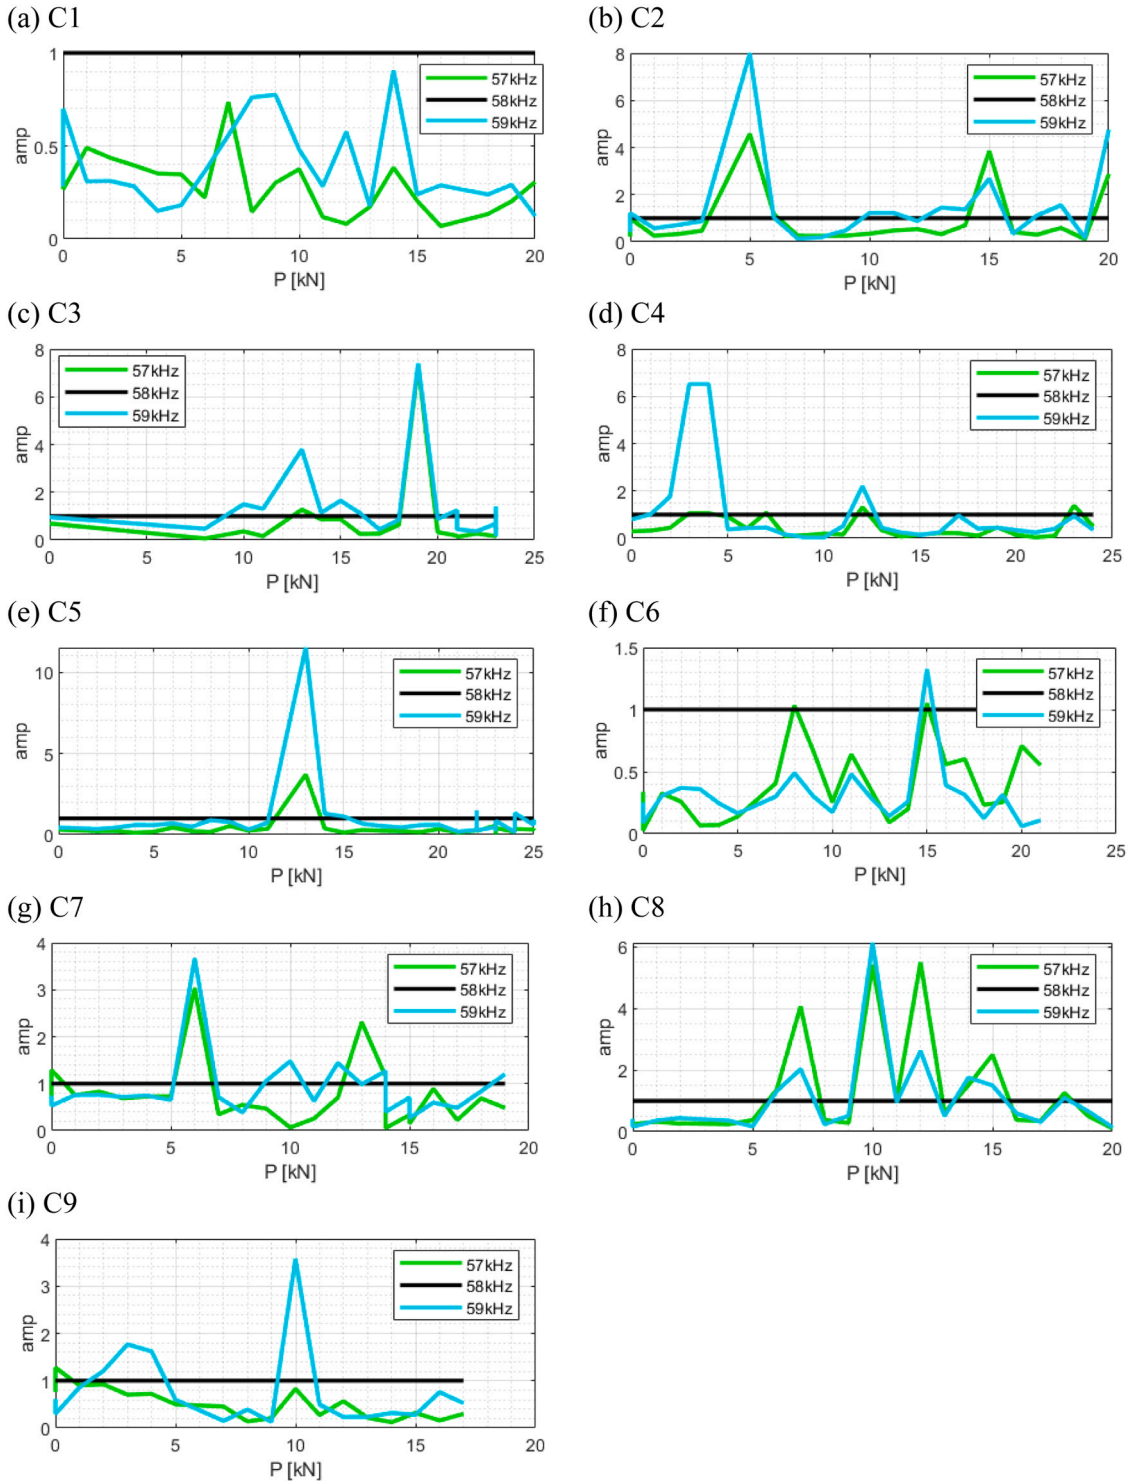 (a) C1
1
0.5
0
amp
0 5 10 15 20
P [kN]
57kHz
58kHz
59kHz
(b) C2
8
6
4
2
0
amp
0 5 10 15 20
P [kN]
57kHz
58kHz
59kHz
(c) C3
8
6
4
2
0
amp
0 5 10 15 20 25
P [kN]
57kHz
58kHz
59kHz
(d) C4
8
6
4
2
0
amp
0 5 10 15 20 25
P [kN]
57kHz
58kHz
59kHz
(e) C5
10
5
0
amp
0 5 10 15 20 25
P [kN]
57kHz
58kHz
59kHz
(f) C6
1.5
1
0.5
0
amp
0 5 10 15 20 25
P [kN]
57kHz
58kHz
59kHz
(g) C7
4
3
2
1
0
amp
0 5 10 15 20
P [kN]
57kHz
58kHz
59kHz
(h) C8
6
4
2
0
amp
0 5 10 15 20
P [kN]
57kHz
58kHz
59kHz
(i) C9
4
3
2
1
0
amp
0 5 10 15 20
P [kN]
57kHz
58kHz
59kHz